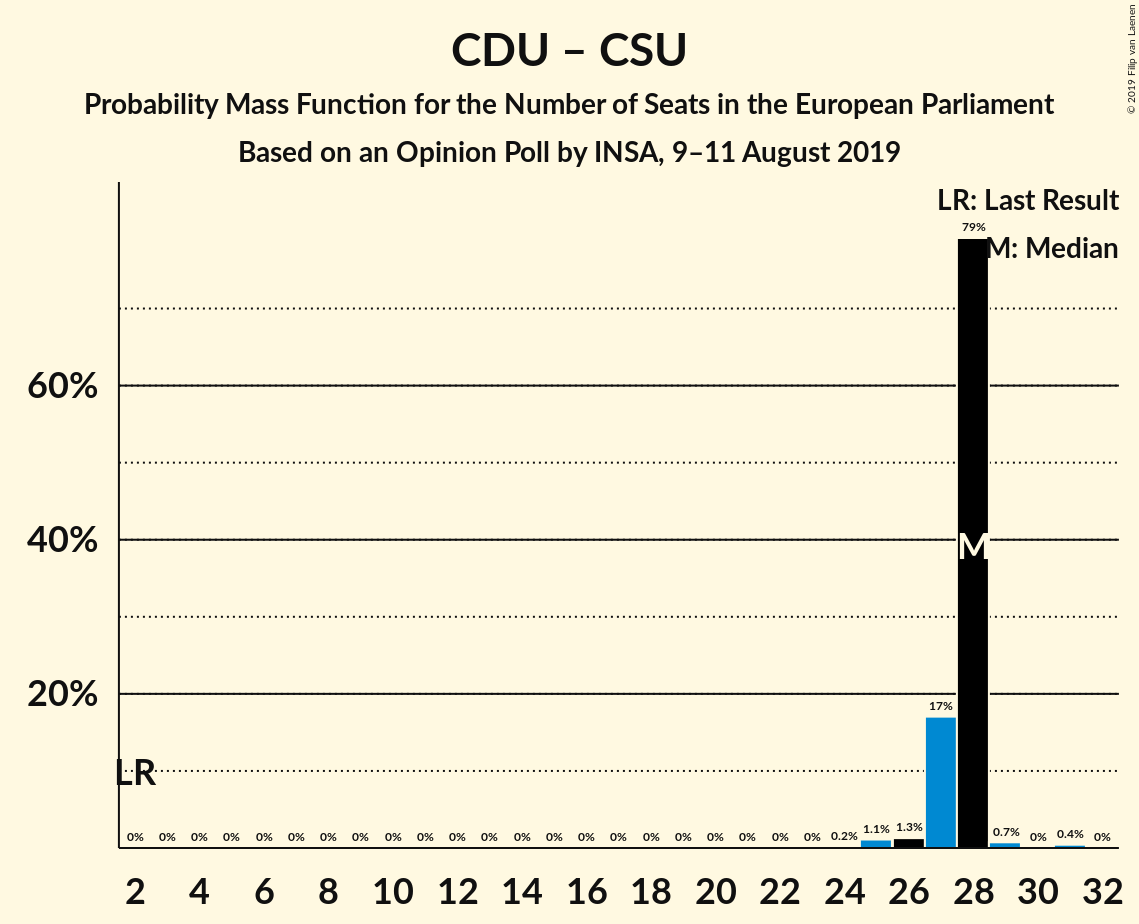 CDU – CSU
Probability Mass Function for the Number of Seats in the European Parliament
Based on an Opinion Poll by INSA, 9–11 August 2019
© 2019 Filip van Laenen
LR: Last Result
M: Median
60%
40%
20%
LR
M
0% 0% 0% 0% 0% 0% 0% 0% 0% 0% 0% 0% 0% 0% 0% 0% 0% 0% 0% 0% 0% 0% 0.2% 1.1% 1.3% 17% 79% 0.7% 0% 0.4% 0%
2 4 6 8 10 12 14 16 18 20 22 24 26 28 30 32